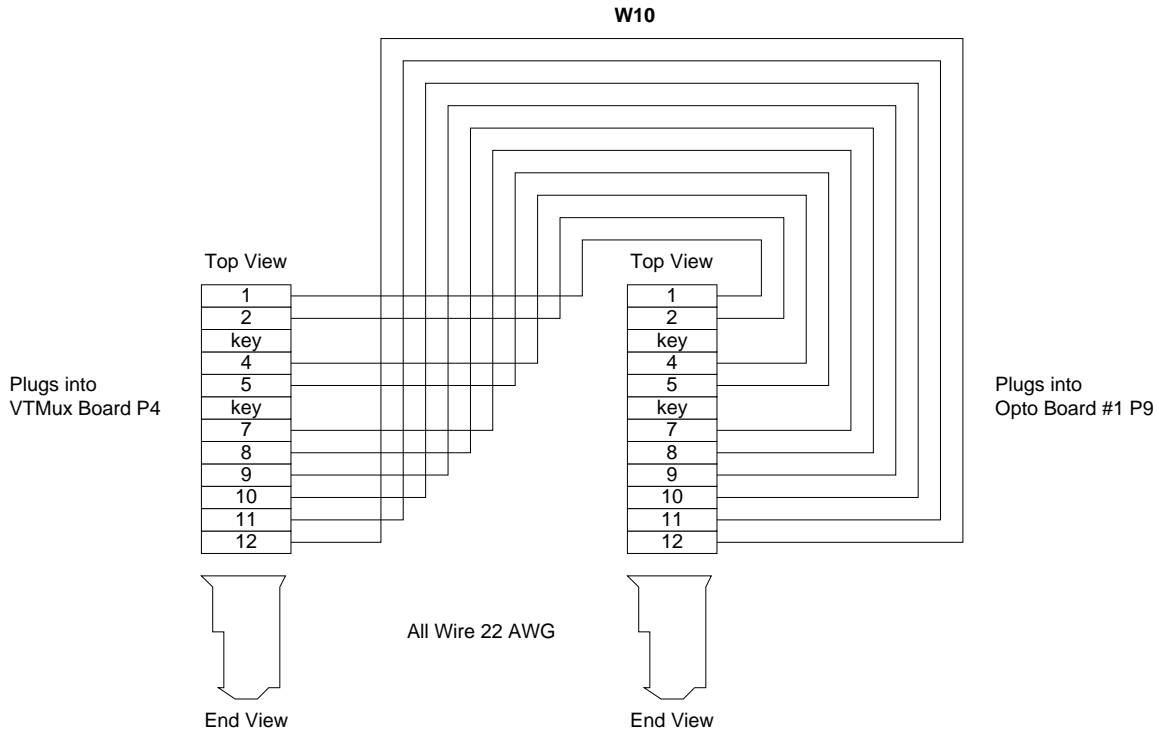 W10
Top View
1
2
key
4
5
key
7
8
9
10
11
12
Top View
1
2
key
4
5
key
7
8
9
10
11
12
Plugs into
VTMux Board P4
Plugs into
Opto Board #1 P9
All Wire 22 AWG
End View
End View